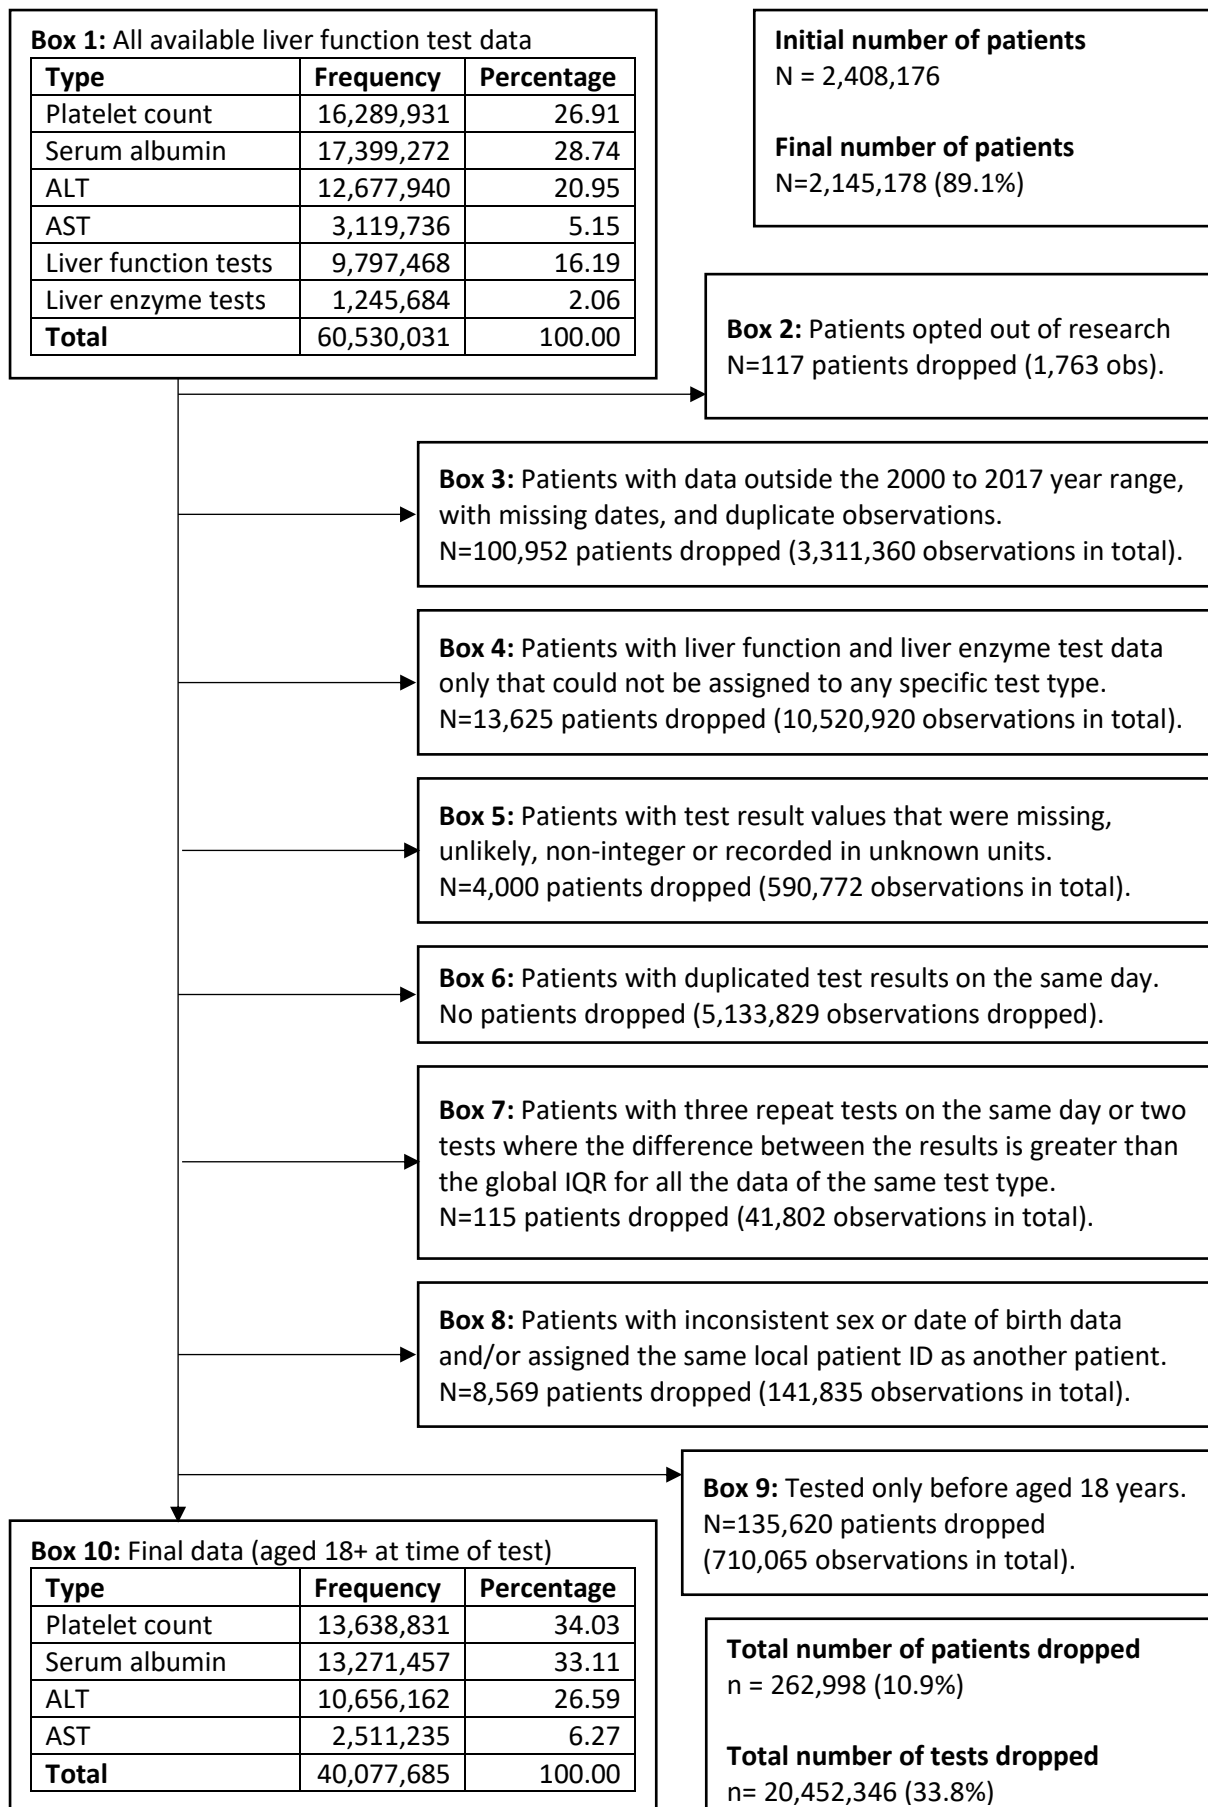 Box 1: All available liver function test data
Type Frequency Percentage
Platelet count 16,289,931 26.91
Serum albumin 17,399,272 28.74
ALT 12,677,940 20.95
AST 3,119,736 5.15
Liver function tests 9,797,468 16.19
Liver enzyme tests 1,245,684 2.06
Total 60,530,031 100.00
Initial number of patients
N = 2,408,176
Final number of patients
N=2,145,178 (89.1%)
Box 2: Patients opted out of research
N=117 patients dropped (1,763 obs).
Box 3: Patients with data outside the 2000 to 2017 year range,
with missing dates, and duplicate observations.
N=100,952 patients dropped (3,311,360 observations in total).
Box 4: Patients with liver function and liver enzyme test data
only that could not be assigned to any specific test type.
N=13,625 patients dropped (10,520,920 observations in total).
Box 5: Patients with test result values that were missing,
unlikely, non-integer or recorded in unknown units.
N=4,000 patients dropped (590,772 observations in total).
Box 6: Patients with duplicated test results on the same day.
No patients dropped (5,133,829 observations dropped).
Box 7: Patients with three repeat tests on the same day or two
tests where the difference between the results is greater than
the global IQR for all the data of the same test type.
N=115 patients dropped (41,802 observations in total).
Box 8: Patients with inconsistent sex or date of birth data
and/or assigned the same local patient ID as another patient.
N=8,569 patients dropped (141,835 observations in total).
Box 9: Tested only before aged 18 years.
N=135,620 patients dropped
(710,065 observations in total).
Box 10: Final data (aged 18+ at time of test)
Type Frequency Percentage
Platelet count 13,638,831 34.03
Serum albumin 13,271,457 33.11
ALT 10,656,162 26.59
AST 2,511,235 6.27
Total 40,077,685 100.00
Total number of patients dropped
n = 262,998 (10.9%)
Total number of tests dropped
n= 20,452,346 (33.8%)